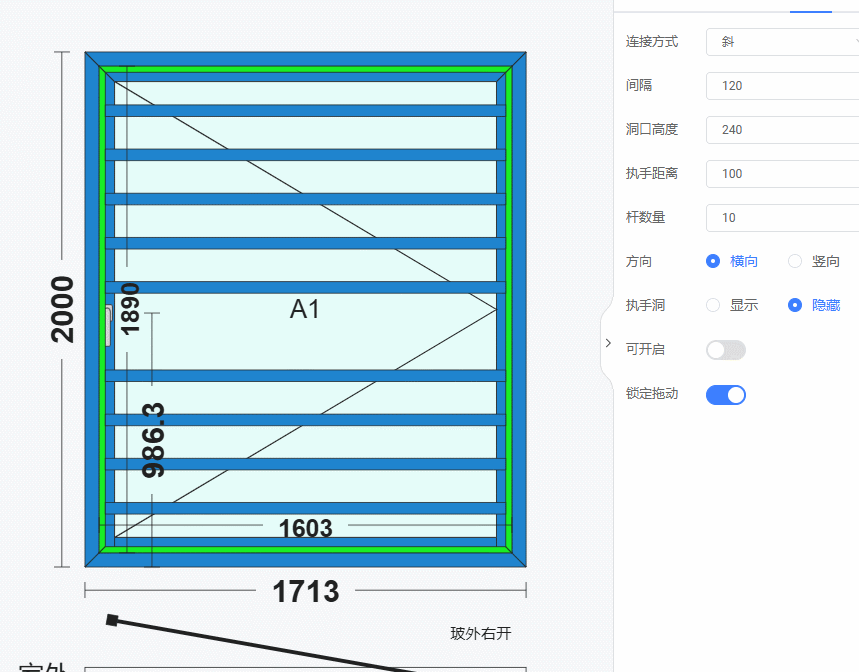 连接方式
斜
间隔
120
洞口高度
240
执手距离
100
杆数量
10
方向
横向
竖向
执手洞
显示
隐藏
可开启
锁定拖动
2000
1890
A1
986.3
1603
1713
玻外右开
室外